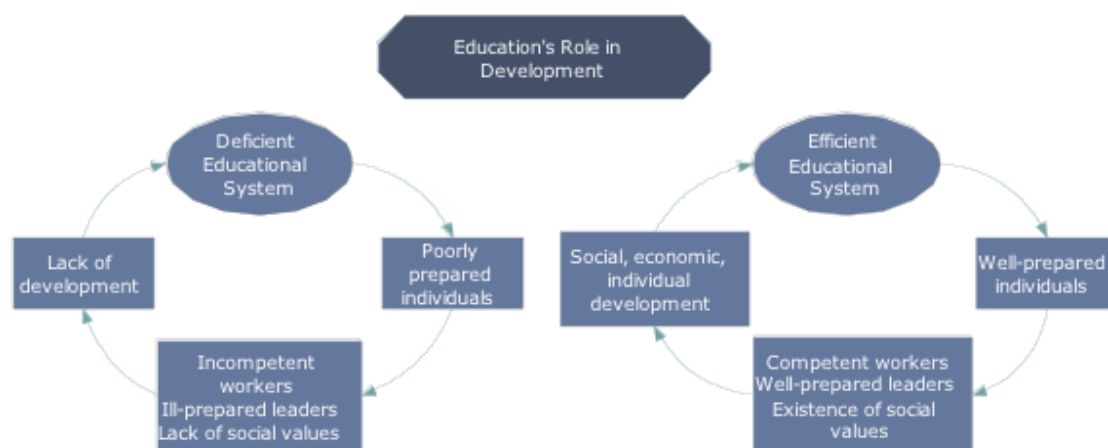 Education's Role in
Development
Deficient
Educational
System
Poorly
prepared
individuals
Incompetent
workers
Ill-prepared leaders
Lack of social values
Lack of
development
Efficient
Educational
System
Well-prepared
individuals
Competent workers
Well-prepared leaders
Existence of social
values
Social, economic,
individual
development